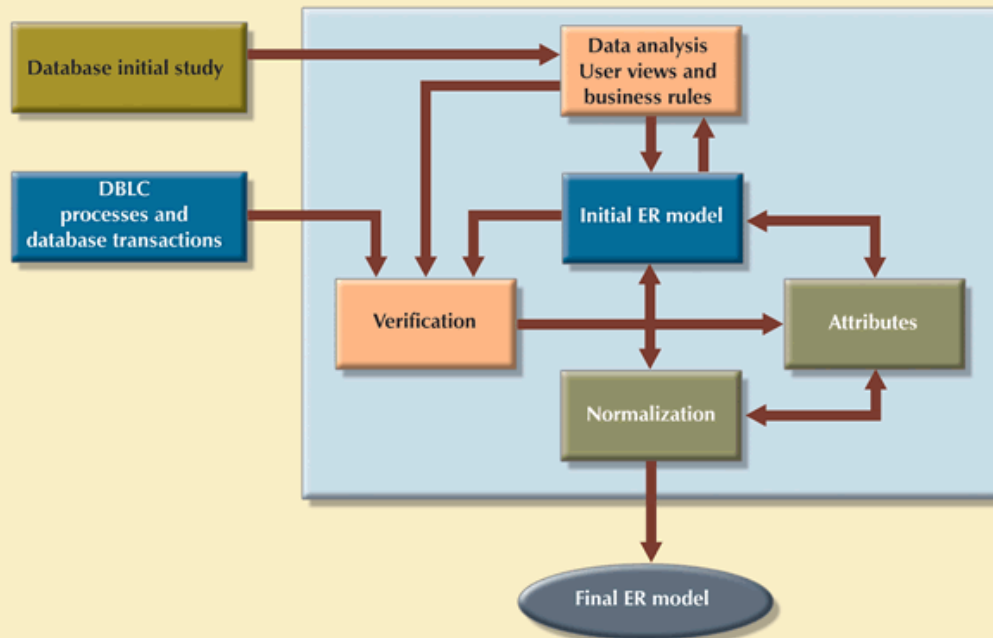 Database initial study
Data analysis
User views and
business rules
DBLC
processes and
database transactions
Initial ER model
Verification
Attributes
Normalization
Final ER model